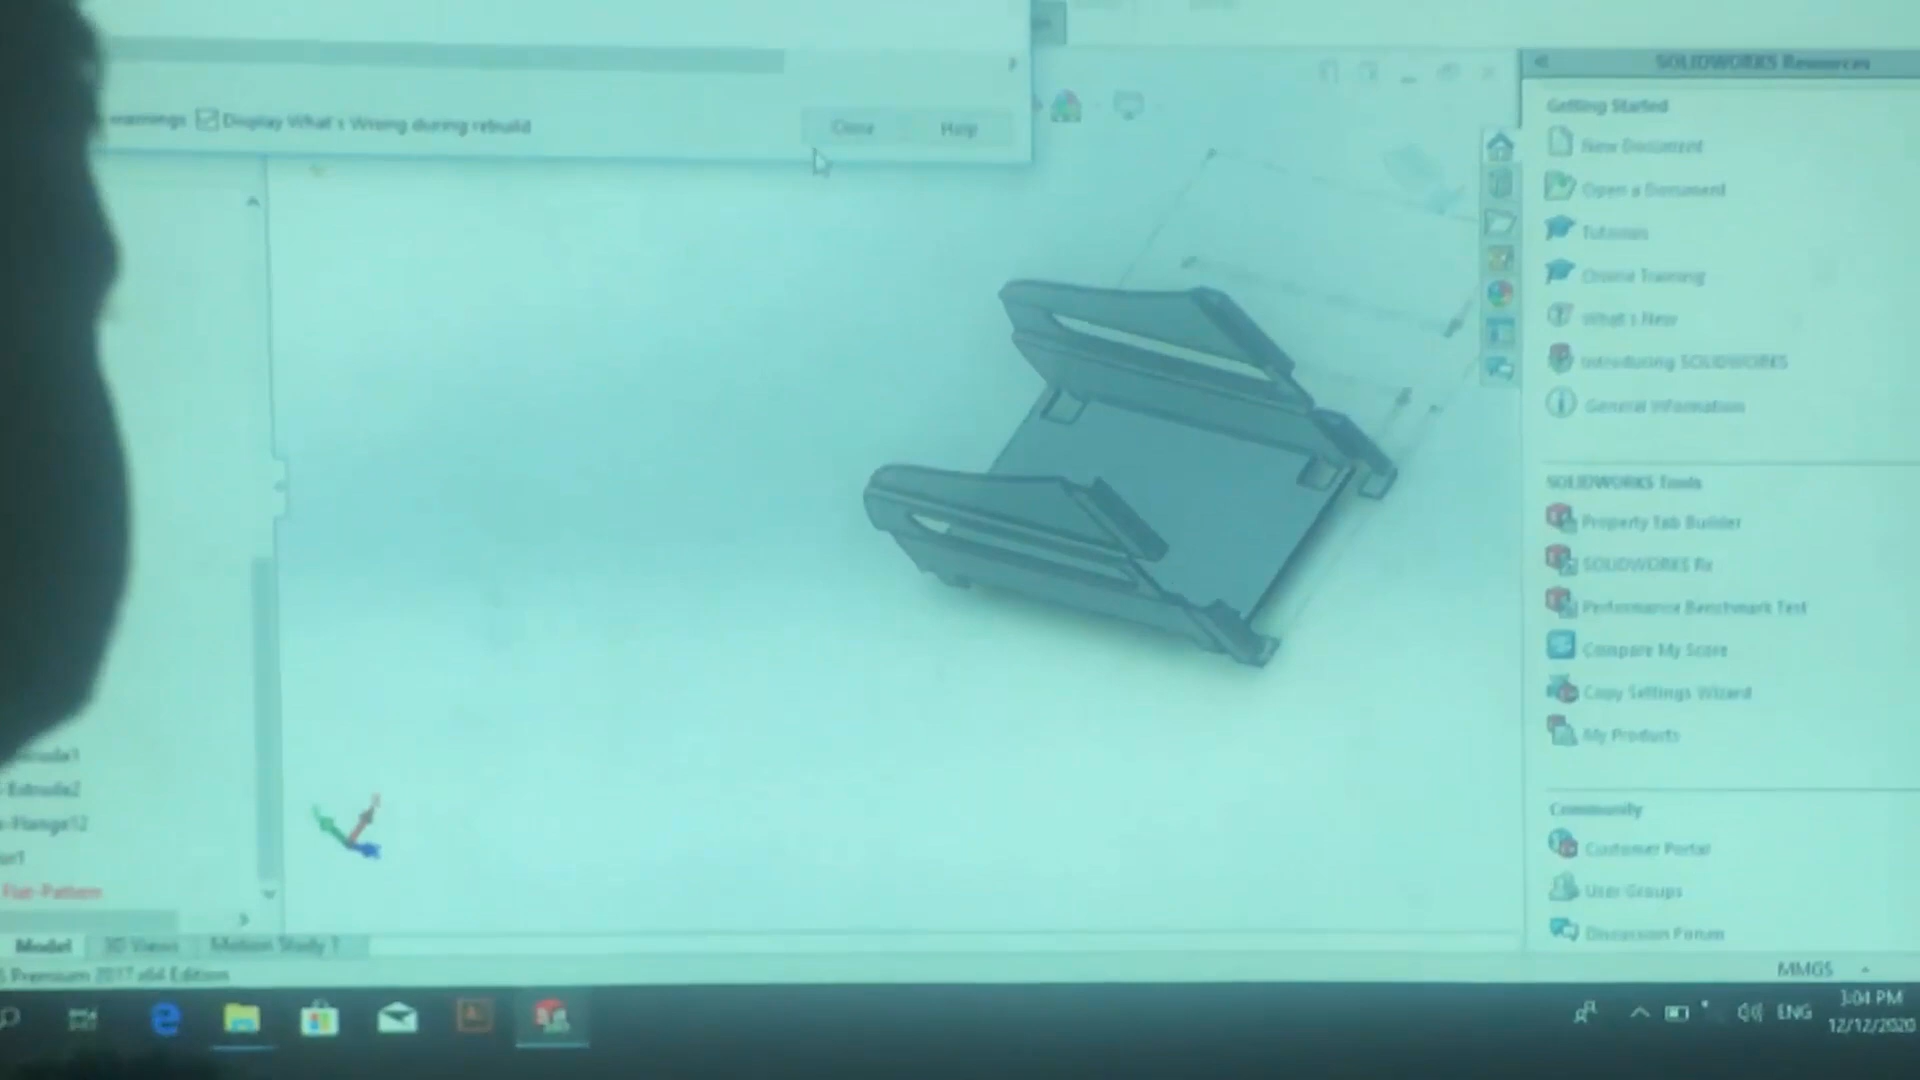 SOLIDWORKS Resources
warnings Display What's Wrong during rebuild
Close
Help
Getting Started
New Document
Open a Document
Tutorials
Online Training
What's New
Introducing SOLIDWORKS
General Information
SOLIDWORKS Tools
Property Tab Builder
SOLIDWORKS Rx
Performance Benchmark Test
Compare My Score
Copy Settings Wizard
My Products
Community
Customer Portal
User Groups
Discussion Forum
-Extrude2
-Flange12
Flat-Pattern
Model
3D Views
Motion Study 1
Premium 2017 x64 Edition
MMGS
ENG
3:04 PM
12/12/2020